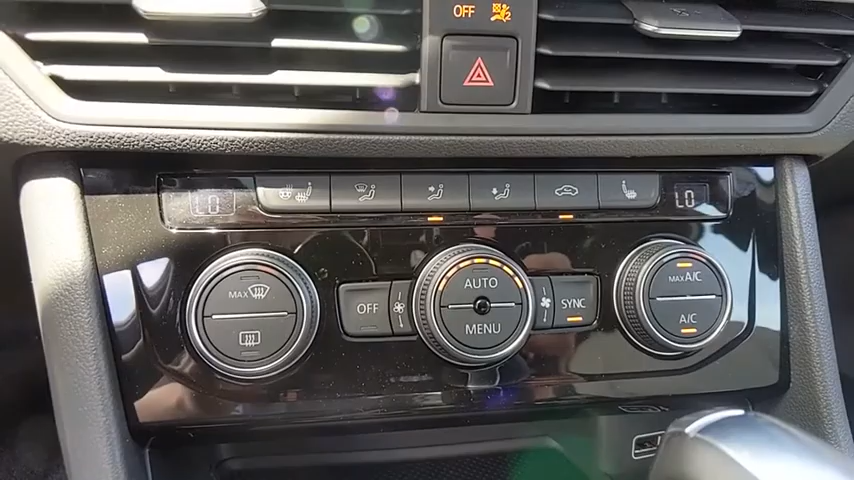 OFF
LO
LO
MAX
OFF
AUTO
MENU
SYNC
MAX A/C
A/C